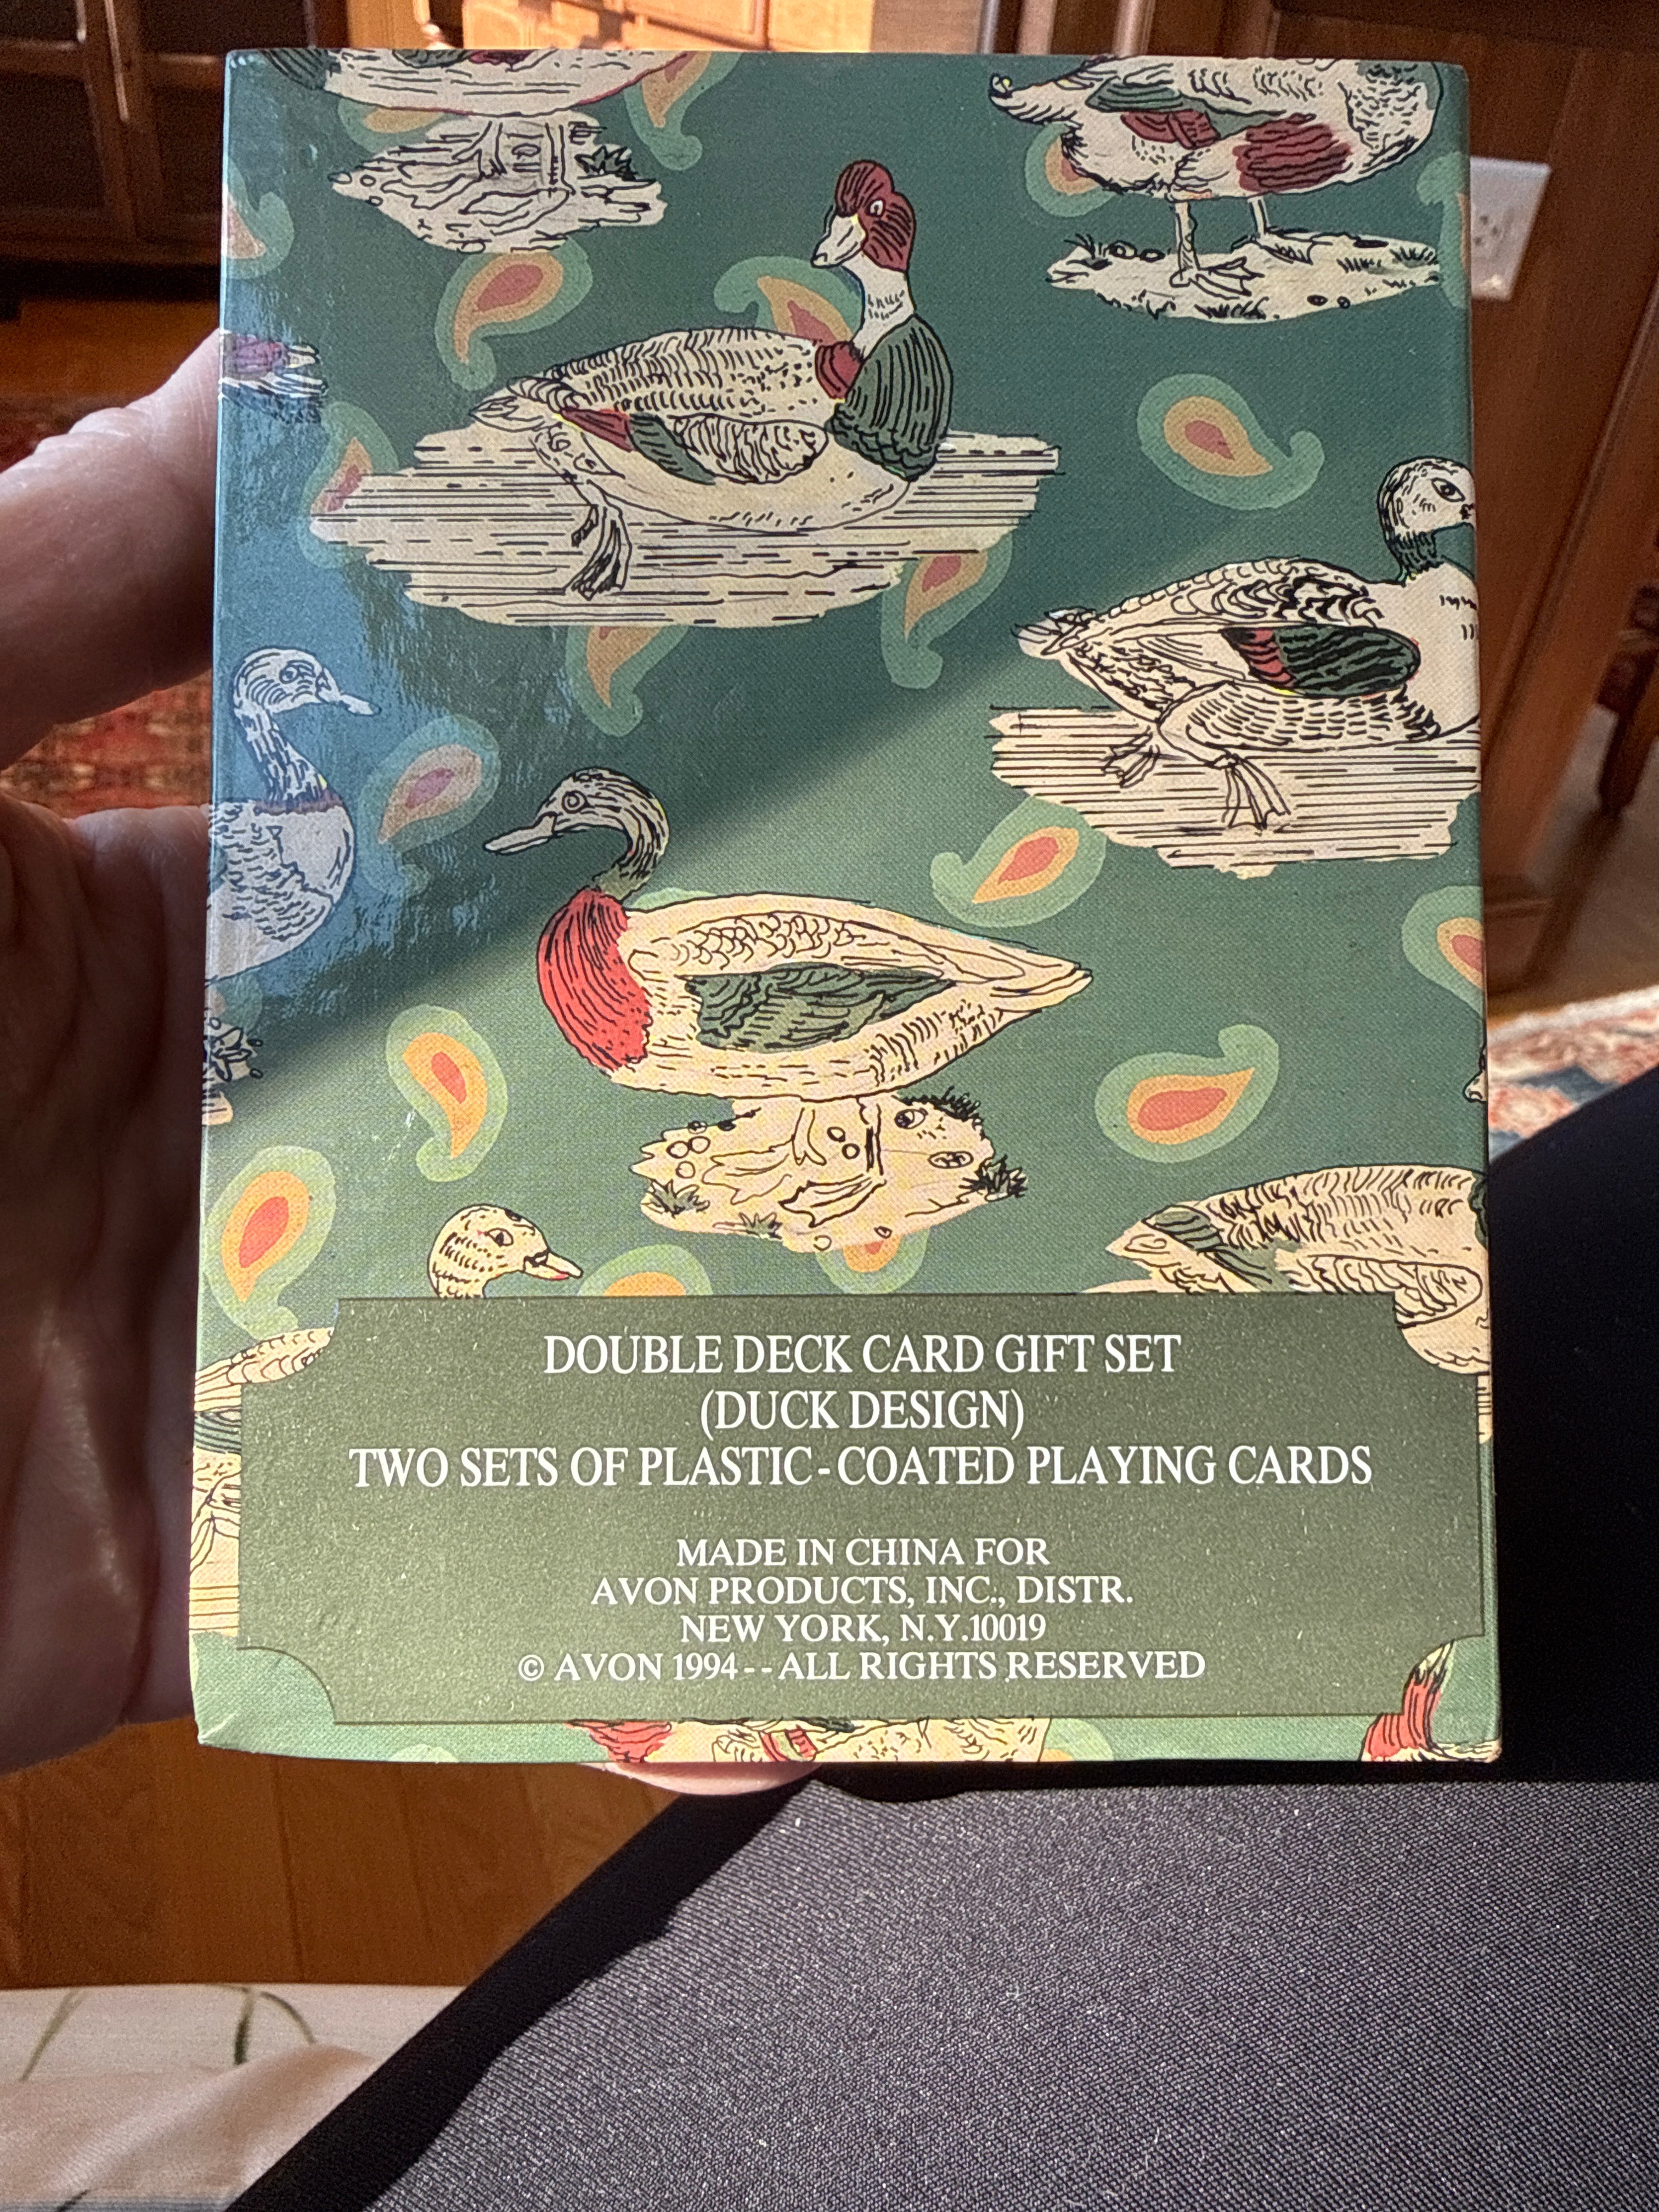 DOUBLE DECK CARD GIFT SET
(DUCK DESIGN)
TWO SETS OF PLASTIC-COATED PLAYING CARDS
MADE IN CHINA FOR
AVON PRODUCTS, INC., DISTR.
NEW YORK, N.Y.10019
© AVON 1994--ALL RIGHTS RESERVED